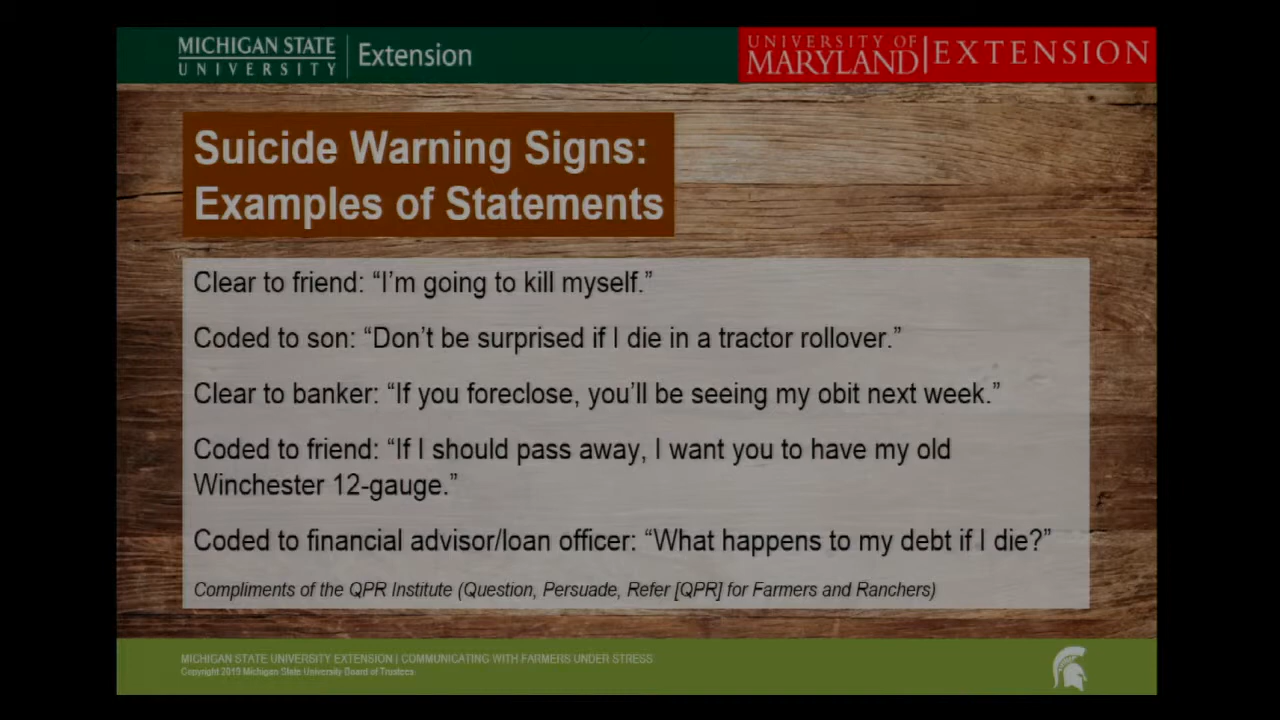 MICHIGAN STATE
UNIVERSITY
Extension
UNIVERSITY OF
MARYLAND
EXTENSION
Suicide Warning Signs:
Examples of Statements
Clear to friend: “I’m going to kill myself.”
Coded to son: “Don’t be surprised if I die in a tractor rollover.”
Clear to banker: “If you foreclose, you’ll be seeing my obit next week.”
Coded to friend: “If I should pass away, I want you to have my old
Winchester 12-gauge.”
Coded to financial advisor/loan officer: “What happens to my debt if I die?”
Compliments of the QPR Institute (Question, Persuade, Refer [QPR] for Farmers and Ranchers)
MICHIGAN STATE UNIVERSITY EXTENSION | COMMUNICATING WITH FARMERS UNDER STRESS
Copyright 2019 Michigan State University Board of Trustees